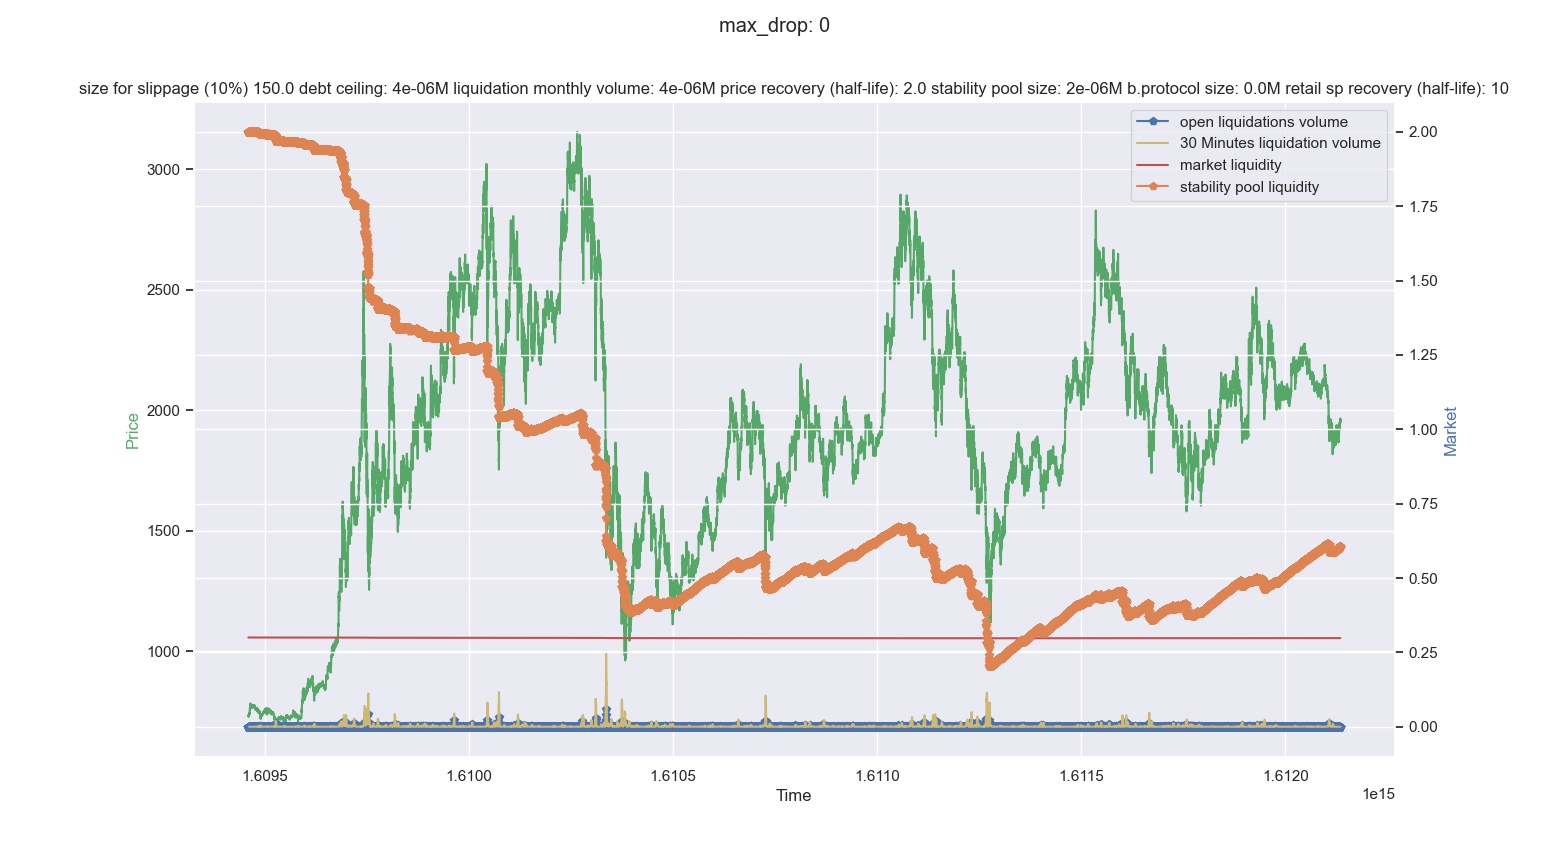 max_drop: 0
size for slippage (10%) 150.0 debt ceiling: 4e-06M liquidation monthly volume: 4e-06M price recovery (half-life): 2.0 stability pool size: 2e-06M b.protocol size: 0.0M retail sp recovery (half-life): 10
open liquidations volume
30 Minutes liquidation volume
market liquidity
stability pool liquidity
3000
2500
2000
1500
1000
Price
2.00
1.75
1.50
1.25
1.00
0.75
0.50
0.25
0.00
Market
1.6095 1.6100 1.6105 1.6110 1.6115 1.6120
Time
1e15